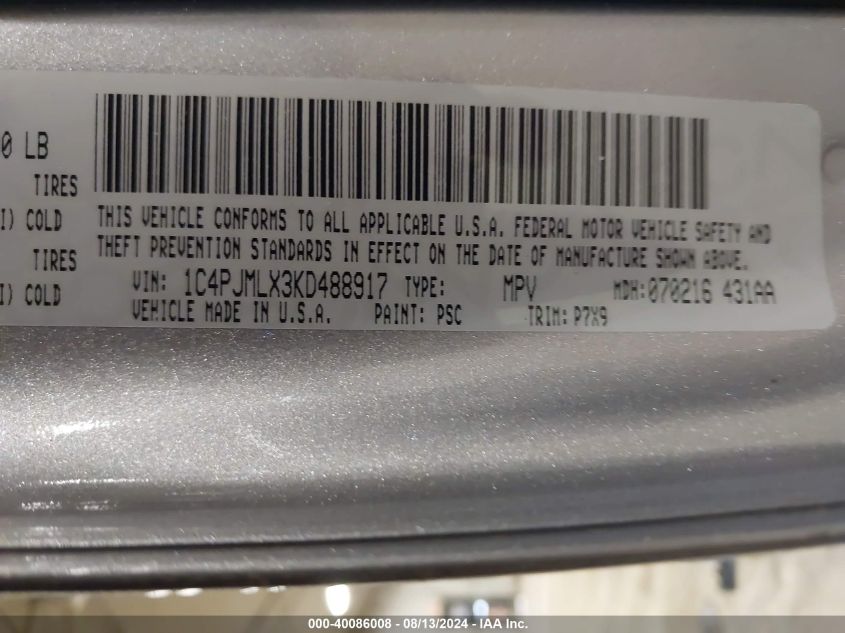 0 LB
TIRES
I) COLD
TIRES
I) COLD
THIS VEHICLE CONFORMS TO ALL APPLICABLE U.S.A. FEDERAL MOTOR VEHICLE SAFETY AND
THEFT PREVENTION STANDARDS IN EFFECT ON THE DATE OF MANUFACTURE SHOWN ABOVE.
VIN: 1C4PJMLX3KD488917 TYPE: MPV MDH:070216 431AA
VEHICLE MADE IN U.S.A. PAINT: PSC TRIM: P7X9
000-40086008 - 08/13/2024 - IAA Inc.